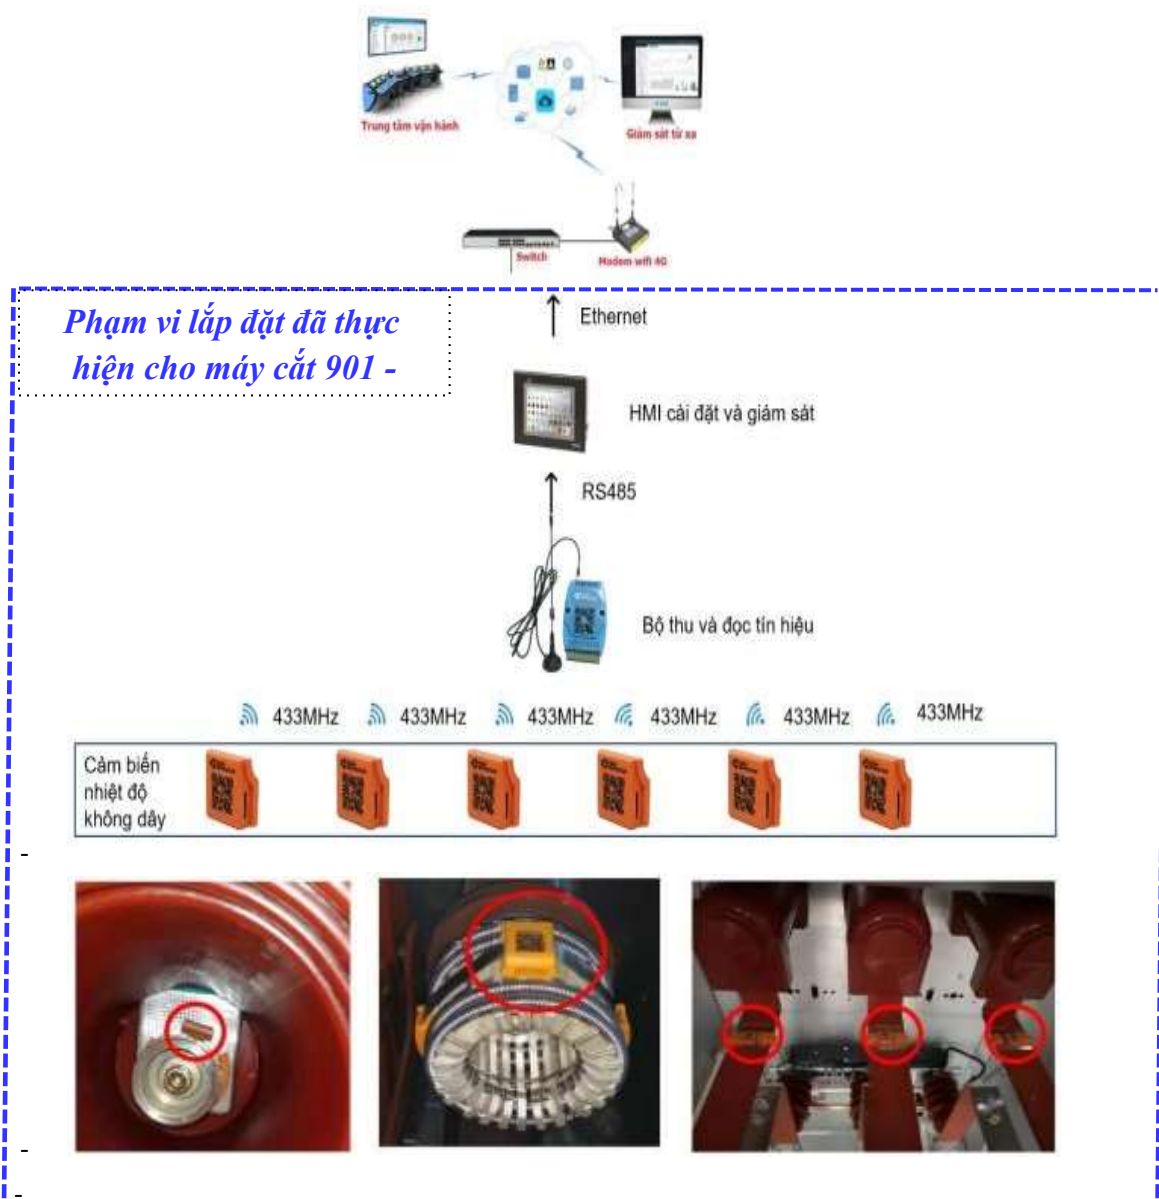 Trung tâm vận hành
Giám sát từ xa
Switch
Modem wifi 4G
Phạm vi lắp đặt đã thực
hiện cho máy cắt 901 -
Ethernet
HMI cài đặt và giám sát
RS485
Bộ thu và đọc tín hiệu
433MHz 433MHz 433MHz 433MHz 433MHz 433MHz
Cảm biến
nhiệt độ
không dây
-
-
-